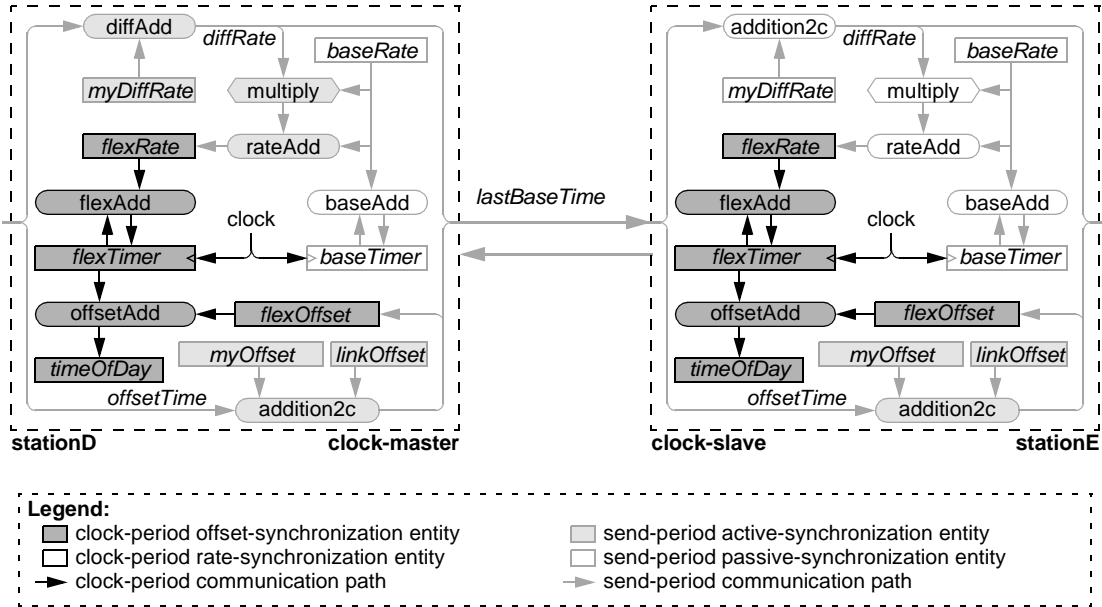 diffAdd
diffRate
baseRate
myDiffRate
multiply
flexRate
rateAdd
flexAdd
clock
baseAdd
flexTimer
baseTimer
offsetAdd
flexOffset
timeOfDay
myOffset
linkOffset
offsetTime
addition2c
stationD
clock-master
lastBaseTime
addition2c
diffRate
baseRate
myDiffRate
multiply
flexRate
rateAdd
flexAdd
clock
baseAdd
flexTimer
baseTimer
offsetAdd
flexOffset
timeOfDay
myOffset
linkOffset
offsetTime
addition2c
clock-slave
stationE
Legend:
clock-period offset-synchronization entity
clock-period rate-synchronization entity
clock-period communication path
send-period active-synchronization entity
send-period passive-synchronization entity
send-period communication path